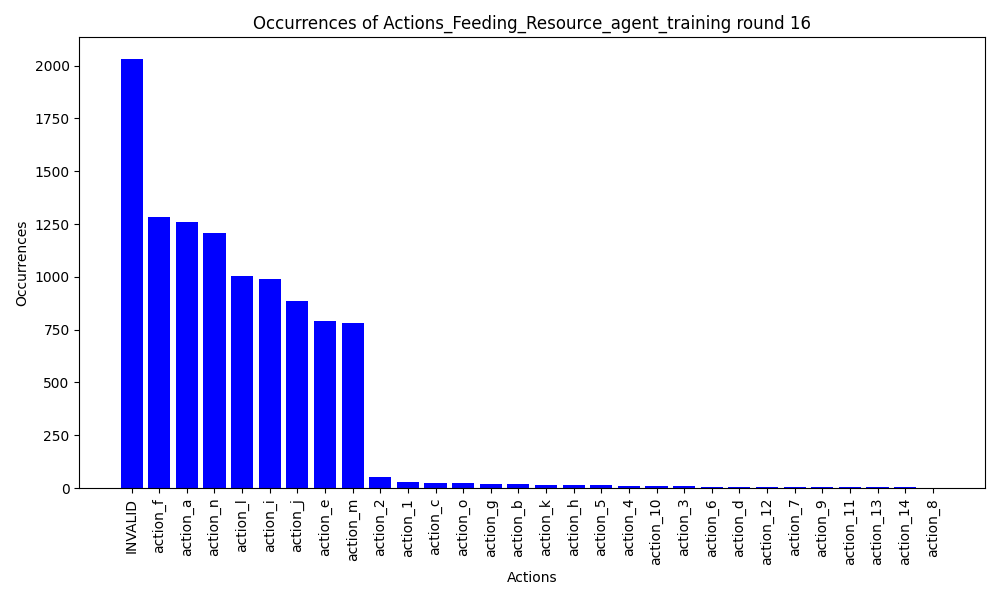 Occurrences of Actions_Feeding_Resource_agent_training round 16
Occurrences
2000
1750
1500
1250
1000
750
500
250
0
INVALID
action_f
action_a
action_n
action_l
action_i
action_j
action_e
action_m
action_2
action_1
action_c
action_o
action_g
action_b
action_k
action_h
action_5
action_4
action_10
action_3
action_6
action_d
action_12
action_7
action_9
action_11
action_13
action_14
action_8
Actions